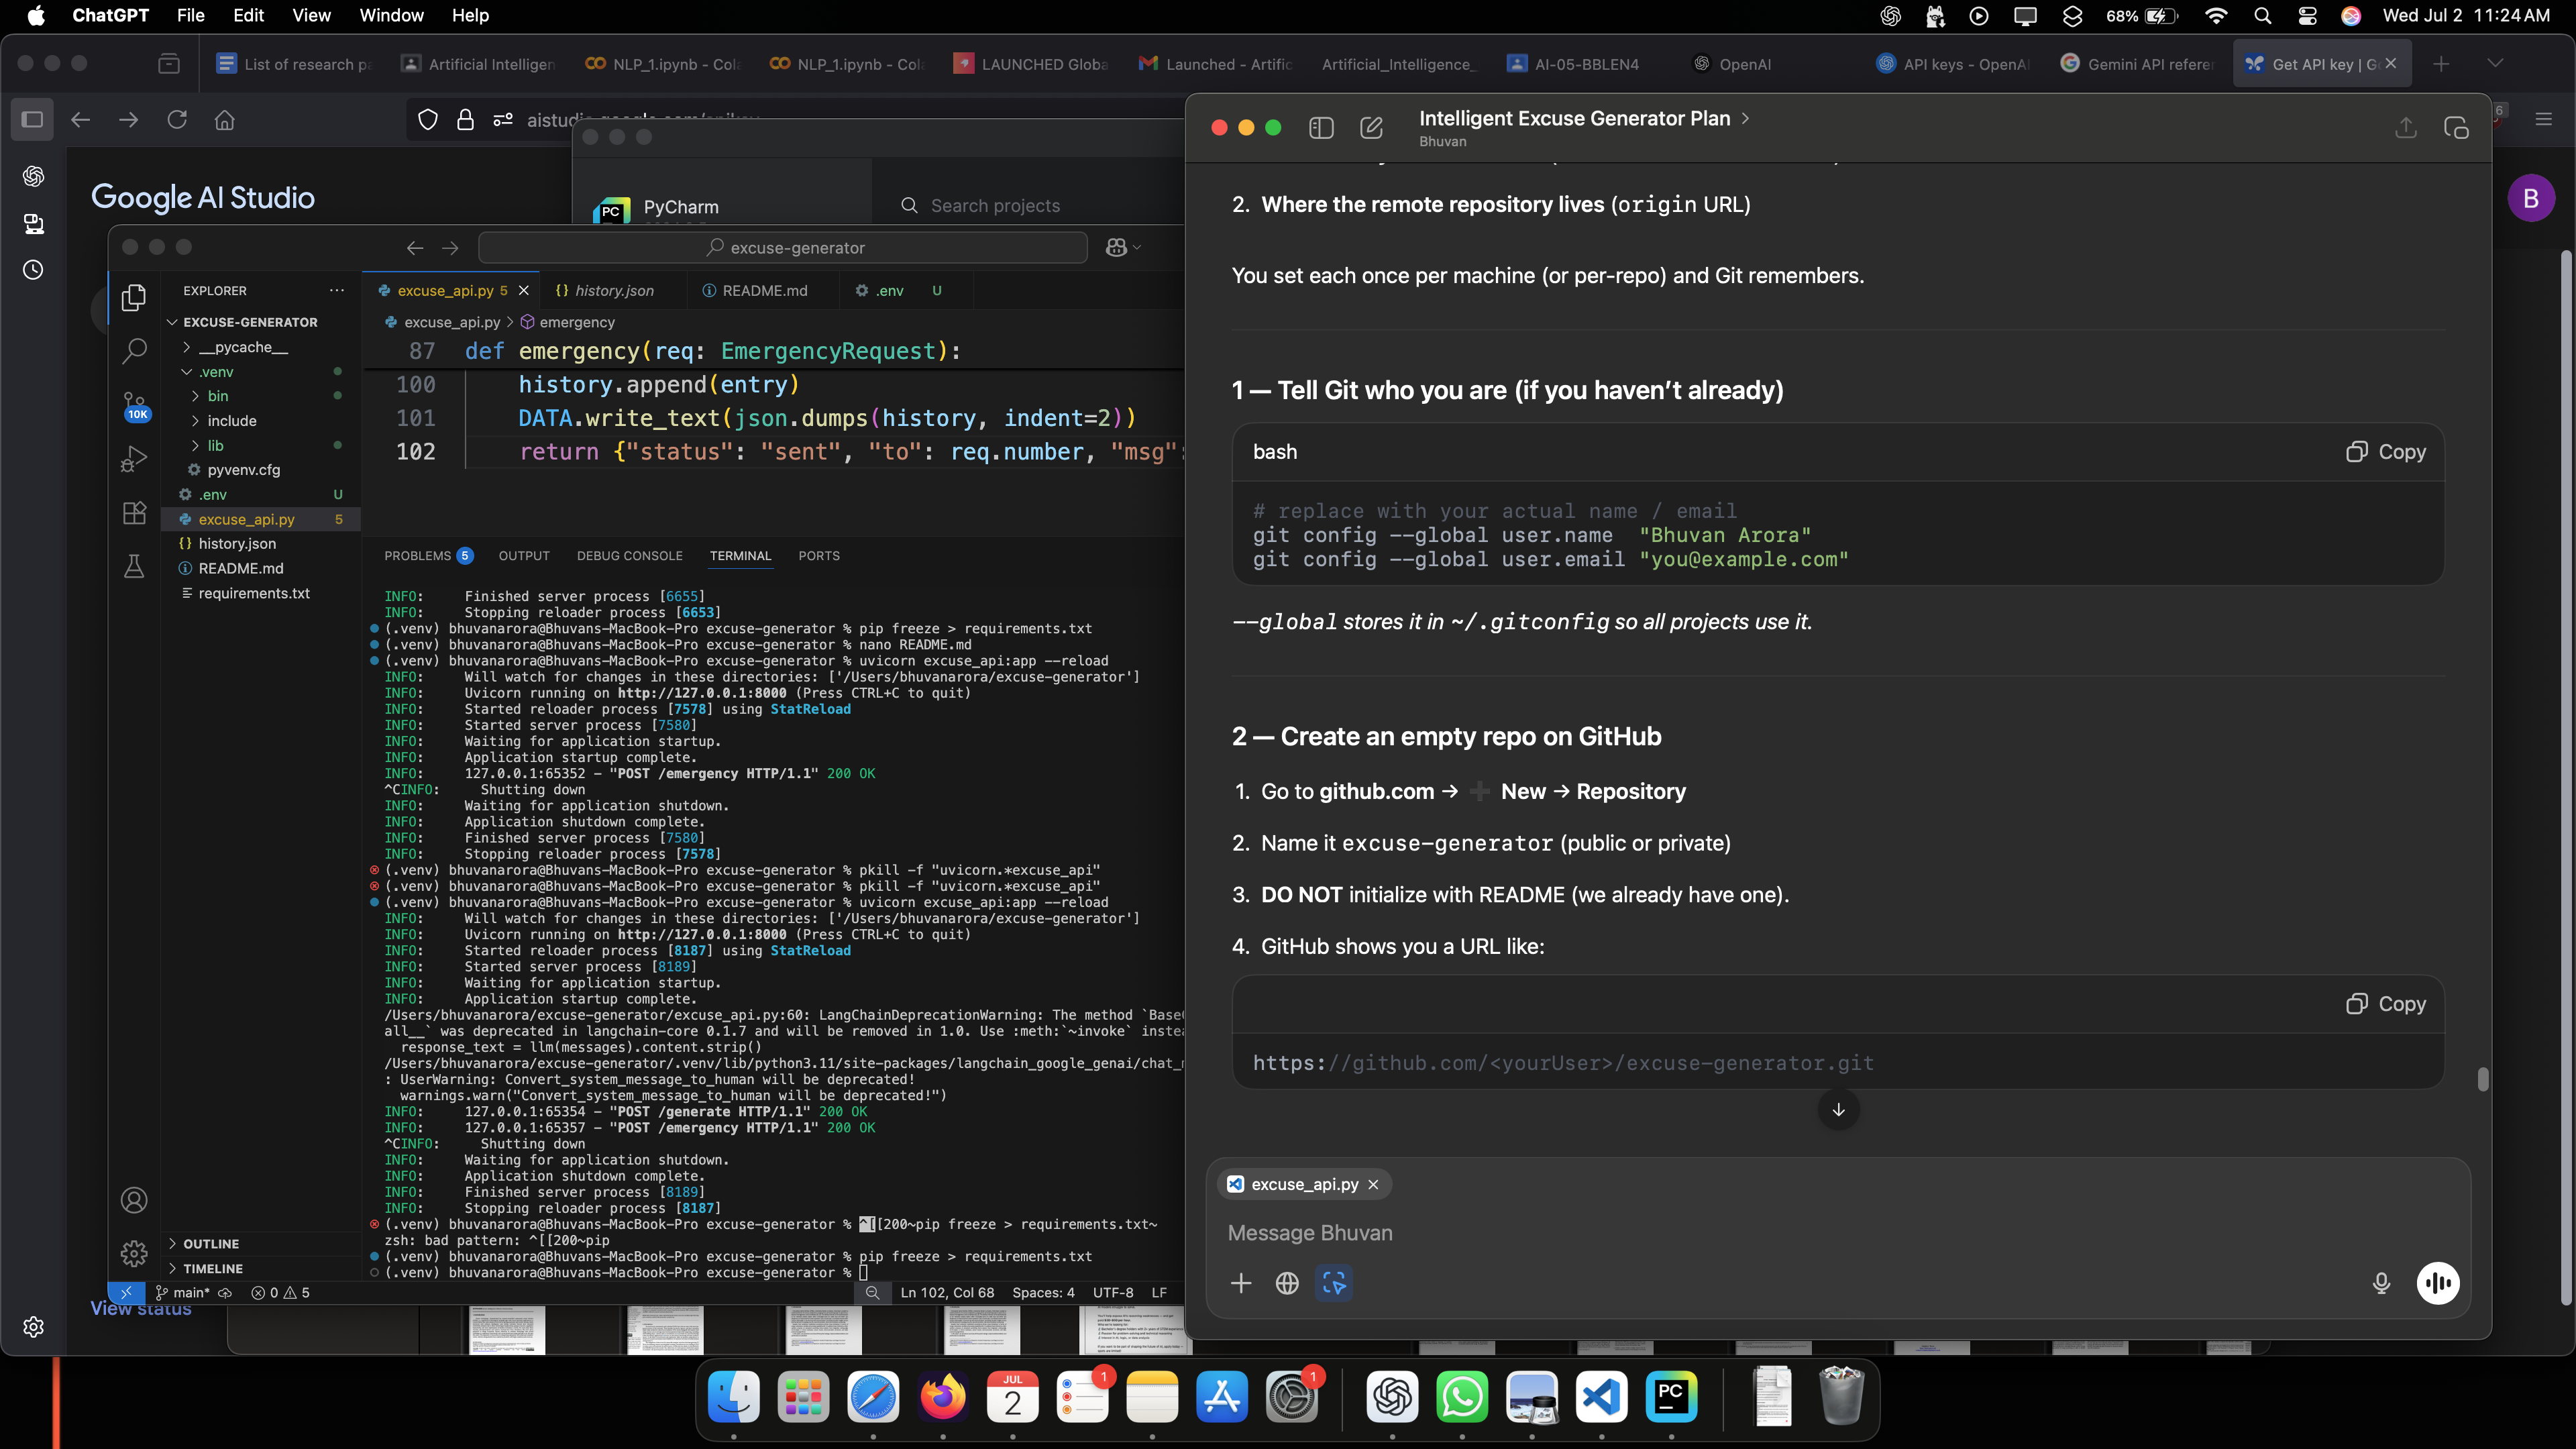 ChatGPT File Edit View Window Help
68% Wed Jul 2 11:24 AM
List of research pa
Artificial Intelligen
NLP_1.ipynb - Cola
NLP_1.ipynb - Cola
LAUNCHED Globa
Launched - Artific
Artificial_Intelligence_
AI-05-BBLEN4
OpenAI
API keys - OpenAI
Gemini API referer
Get API key | G
6
Google AI Studio
B
PyCharm
Search projects
excuse-generator
EXPLORER
EXCUSE-GENERATOR
__pycache__
.venv
bin
include
lib
pyvenv.cfg
.env U
excuse_api.py 5
history.json
README.md
requirements.txt
10K
OUTLINE
TIMELINE
excuse_api.py 5
{} history.json
README.md
.env U
excuse_api.py > emergency
87 def emergency(req: EmergencyRequest):
100 history.append(entry)
101 DATA.write_text(json.dumps(history, indent=2))
102 return {"status": "sent", "to": req.number, "msg":
PROBLEMS 5 OUTPUT DEBUG CONSOLE TERMINAL PORTS
INFO: Finished server process [6655]
INFO: Stopping reloader process [6653]
(.venv) bhuvanarora@Bhuvans-MacBook-Pro excuse-generator % pip freeze > requirements.txt
(.venv) bhuvanarora@Bhuvans-MacBook-Pro excuse-generator % nano README.md
(.venv) bhuvanarora@Bhuvans-MacBook-Pro excuse-generator % uvicorn excuse_api:app --reload
INFO: Will watch for changes in these directories: ['/Users/bhuvanarora/excuse-generator']
INFO: Uvicorn running on http://127.0.0.1:8000 (Press CTRL+C to quit)
INFO: Started reloader process [7578] using StatReload
INFO: Started server process [7580]
INFO: Waiting for application startup.
INFO: Application startup complete.
INFO: 127.0.0.1:65352 - "POST /emergency HTTP/1.1" 200 OK
^CINFO: Shutting down
INFO: Waiting for application shutdown.
INFO: Application shutdown complete.
INFO: Finished server process [7580]
INFO: Stopping reloader process [7578]
(.venv) bhuvanarora@Bhuvans-MacBook-Pro excuse-generator % pkill -f "uvicorn.*excuse_api"
(.venv) bhuvanarora@Bhuvans-MacBook-Pro excuse-generator % pkill -f "uvicorn.*excuse_api"
(.venv) bhuvanarora@Bhuvans-MacBook-Pro excuse-generator % uvicorn excuse_api:app --reload
INFO: Will watch for changes in these directories: ['/Users/bhuvanarora/excuse-generator']
INFO: Uvicorn running on http://127.0.0.1:8000 (Press CTRL+C to quit)
INFO: Started reloader process [8187] using StatReload
INFO: Started server process [8189]
INFO: Waiting for application startup.
INFO: Application startup complete.
/Users/bhuvanarora/excuse-generator/excuse_api.py:60: LangChainDeprecationWarning: The method `Base
all__` was deprecated in langchain-core 0.1.7 and will be removed in 1.0. Use :meth:`~invoke` inste
response_text = llm(messages).content.strip()
/Users/bhuvanarora/excuse-generator/.venv/lib/python3.11/site-packages/langchain_google_genai/chat_
: UserWarning: Convert_system_message_to_human will be deprecated!
warnings.warn("Convert_system_message_to_human will be deprecated!")
INFO: 127.0.0.1:65354 - "POST /generate HTTP/1.1" 200 OK
INFO: 127.0.0.1:65357 - "POST /emergency HTTP/1.1" 200 OK
^CINFO: Shutting down
INFO: Waiting for application shutdown.
INFO: Application shutdown complete.
INFO: Finished server process [8189]
INFO: Stopping reloader process [8187]
(.venv) bhuvanarora@Bhuvans-MacBook-Pro excuse-generator % ^[[200~pip freeze > requirements.txt~
zsh: bad pattern: ^[[200~pip
(.venv) bhuvanarora@Bhuvans-MacBook-Pro excuse-generator % pip freeze > requirements.txt
(.venv) bhuvanarora@Bhuvans-MacBook-Pro excuse-generator %
main* 0 5 Ln 102, Col 68 Spaces: 4 UTF-8 LF
View status
Intelligent Excuse Generator Plan >
Bhuvan
2. Where the remote repository lives (origin URL)
You set each once per machine (or per-repo) and Git remembers.
1 — Tell Git who you are (if you haven’t already)
bash Copy
# replace with your actual name / email
git config --global user.name "Bhuvan Arora"
git config --global user.email "you@example.com"
--global stores it in ~/.gitconfig so all projects use it.
2 — Create an empty repo on GitHub
1. Go to github.com → ➕ New → Repository
2. Name it excuse-generator (public or private)
3. DO NOT initialize with README (we already have one).
4. GitHub shows you a URL like:
Copy
https://github.com/<yourUser>/excuse-generator.git
excuse_api.py
Message Bhuvan
JUL
2
1
1
PC